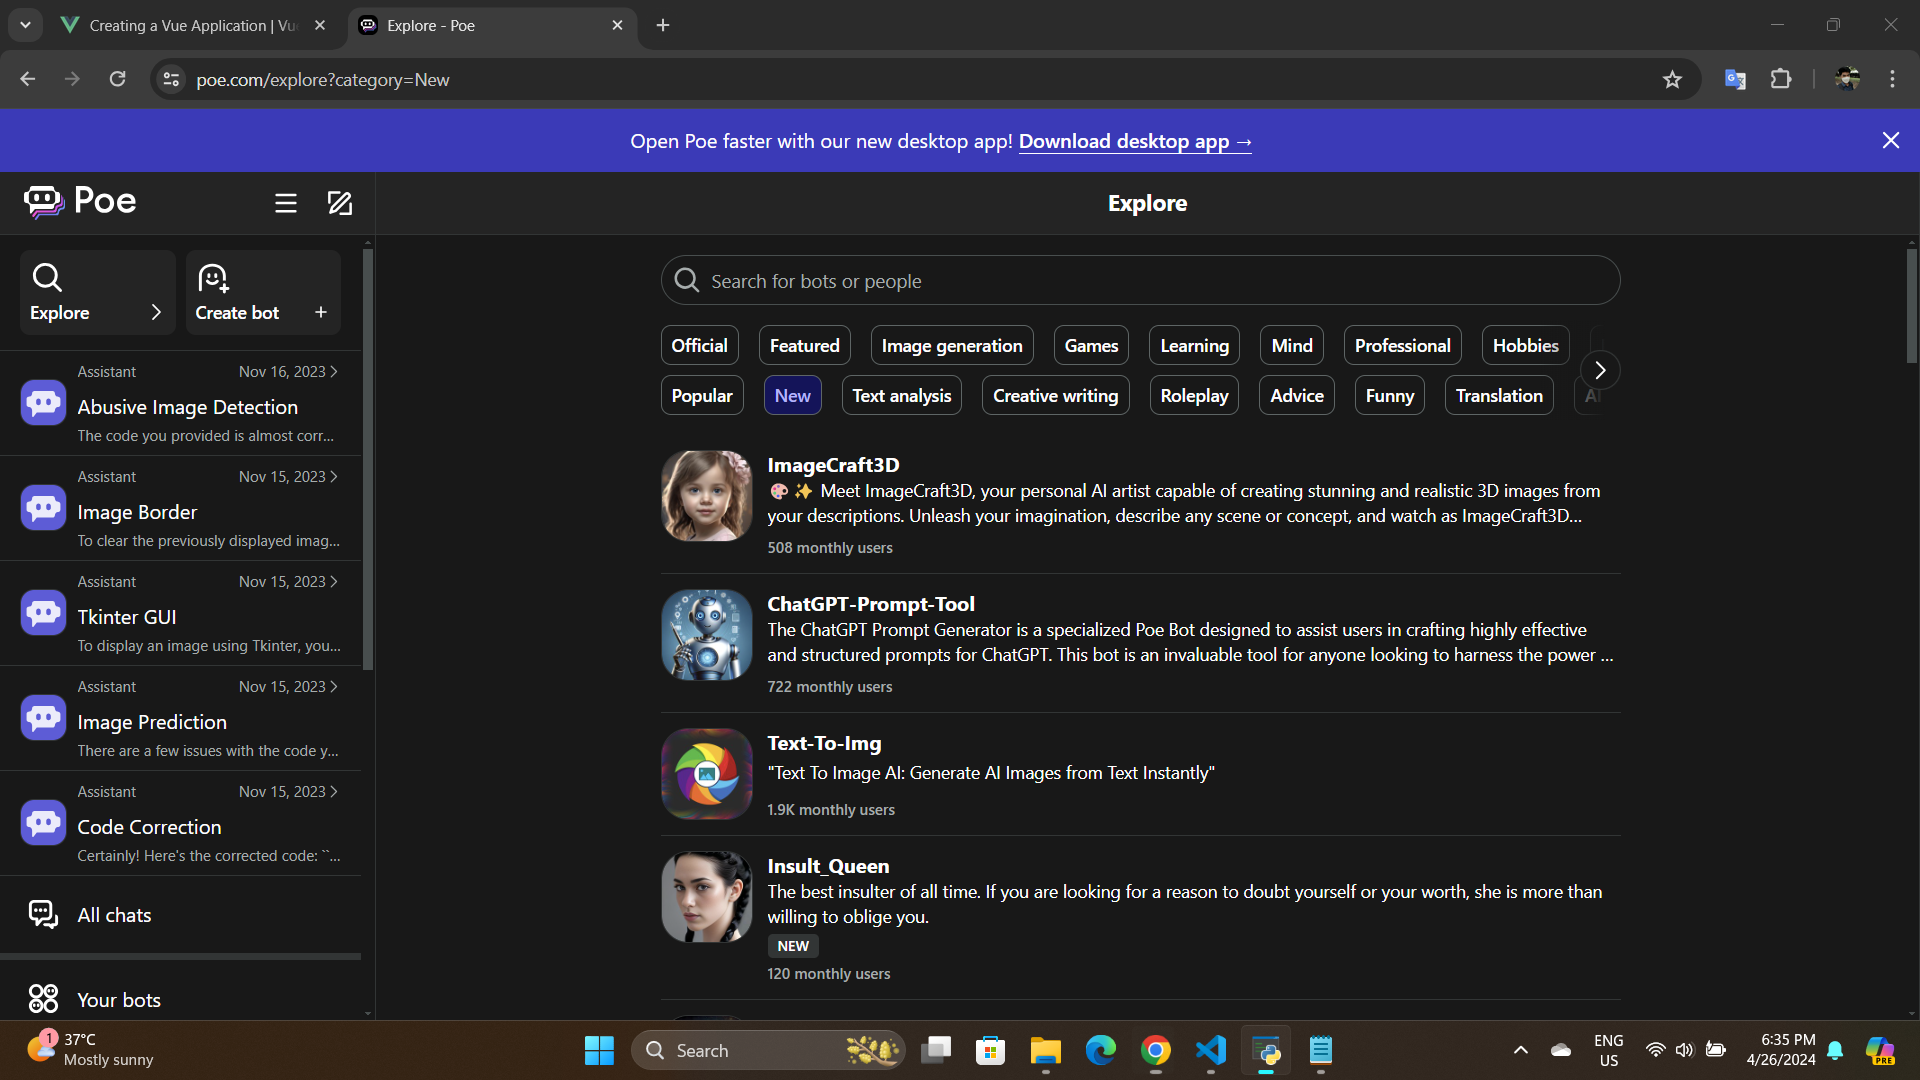 Creating a Vue Application | Vu
Explore - Poe
poe.com/explore?category=New
Open Poe faster with our new desktop app! Download desktop app →
Poe
Explore
Explore
Create bot +
Assistant Nov 16, 2023
Abusive Image Detection
The code you provided is almost corr...
Assistant Nov 15, 2023
Image Border
To clear the previously displayed imag...
Assistant Nov 15, 2023
Tkinter GUI
To display an image using Tkinter, you...
Assistant Nov 15, 2023
Image Prediction
There are a few issues with the code y...
Assistant Nov 15, 2023
Code Correction
Certainly! Here's the corrected code: ``...
All chats
Your bots
Search for bots or people
Official Featured Image generation Games Learning Mind Professional Hobbies
Popular New Text analysis Creative writing Roleplay Advice Funny Translation
ImageCraft3D
🎨✨ Meet ImageCraft3D, your personal AI artist capable of creating stunning and realistic 3D images from
your descriptions. Unleash your imagination, describe any scene or concept, and watch as ImageCraft3D...
508 monthly users
ChatGPT-Prompt-Tool
The ChatGPT Prompt Generator is a specialized Poe Bot designed to assist users in crafting highly effective
and structured prompts for ChatGPT. This bot is an invaluable tool for anyone looking to harness the power ...
722 monthly users
Text-To-Img
"Text To Image AI: Generate AI Images from Text Instantly"
1.9K monthly users
Insult_Queen
The best insulter of all time. If you are looking for a reason to doubt yourself or your worth, she is more than
willing to oblige you.
NEW
120 monthly users
1
37°C
Mostly sunny
Search
ENG
US
6:35 PM
4/26/2024
PRE